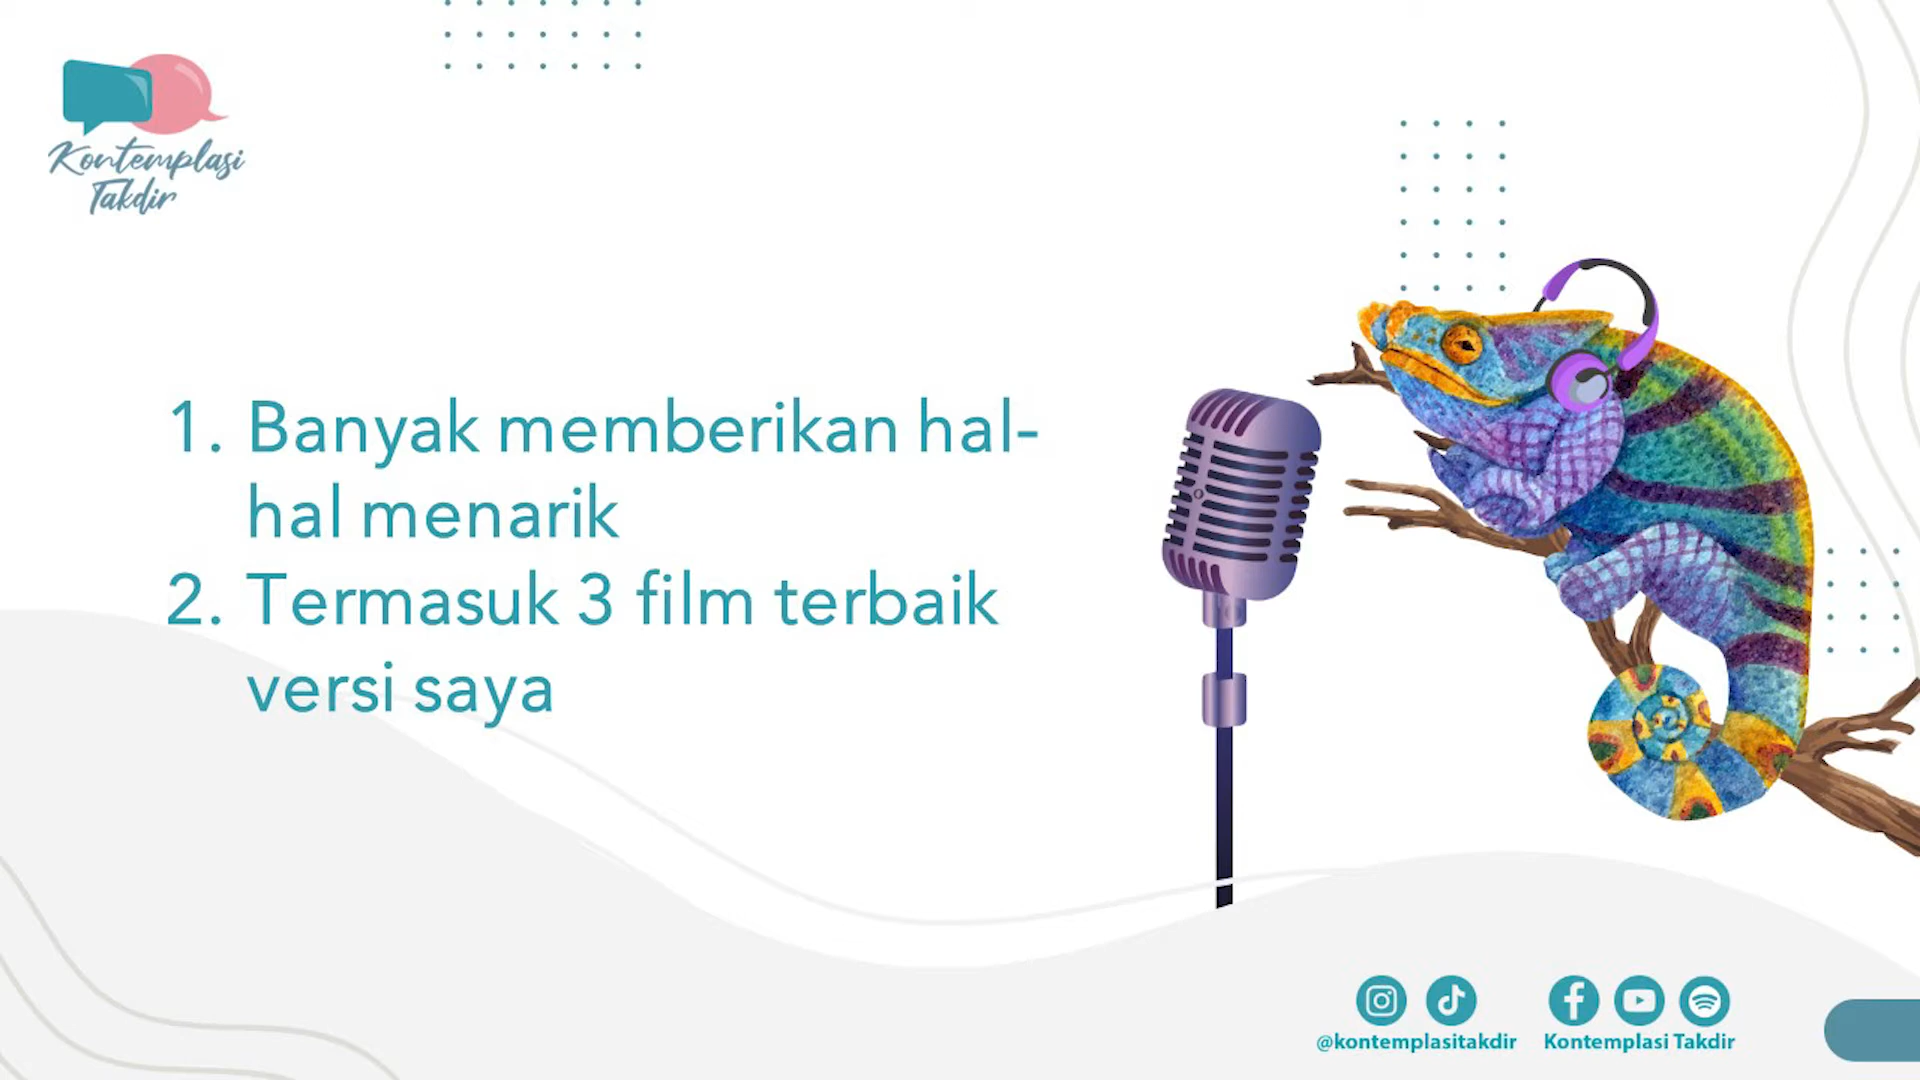 Kontemplasi
Takdir
1. Banyak memberikan hal-
hal menarik
2. Termasuk 3 film terbaik
versi saya
@kontemplasitakdir
Kontemplasi Takdir